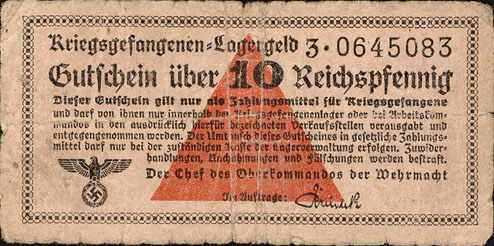 Kriegsgefangenen-Lagergeld 3·0645083
Gutschein über 10 Reichspfennig
Dieser Gutschein gilt nur als Zahlungsmittel für Kriegsgefangene
und darf von ihnen nur innerhalb der Kriegsgefangenenlager oder bei Arbeitskom-
mandos in den ausdrücklich hierfür bezeichneten Verkaufsstellen verausgabt und
entgegengenommen werden. Der Umtausch dieses Gutscheines in gesetzliche Zahlungs-
mittel darf nur bei der zuständigen Kasse der Lagerverwaltung erfolgen. Zuwider-
handlungen, Nachahmungen und Fälschungen werden bestraft.
Der Chef des Oberkommandos der Wehrmacht
Im Auftrage: